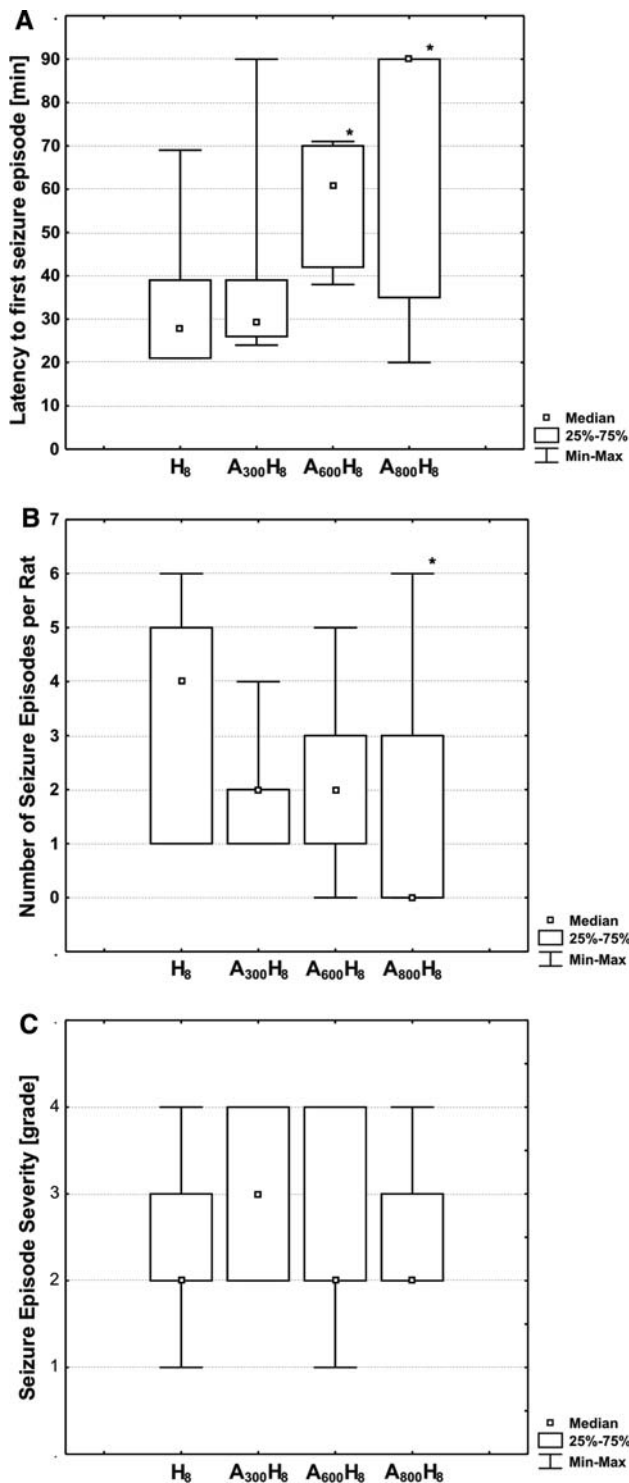 A
Latency to first seizure episode [min]
90
80
70
60
50
40
30
20
10
0
*
*
H₈ A₃₀₀H₈ A₆₀₀H₈ A₈₀₀H₈
Median
25%-75%
Min-Max
B
Number of Seizure Episodes per Rat
7
6
5
4
3
2
1
0
*
H₈ A₃₀₀H₈ A₆₀₀H₈ A₈₀₀H₈
Median
25%-75%
Min-Max
C
Seizure Episode Severity [grade]
4
3
2
1
H₈ A₃₀₀H₈ A₆₀₀H₈ A₈₀₀H₈
Median
25%-75%
Min-Max